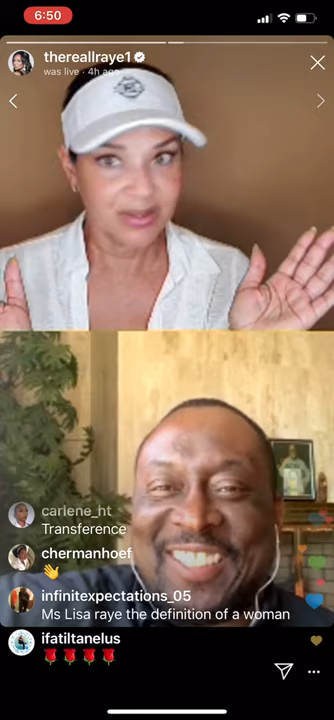 6:50
thereallraye1
was live · 4h ago
carlene_ht
Transference
chermanhoef
👋
infinitexpectations_05
Ms Lisa raye the definition of a woman
ifatiltanelus
🌹🌹🌹🌹